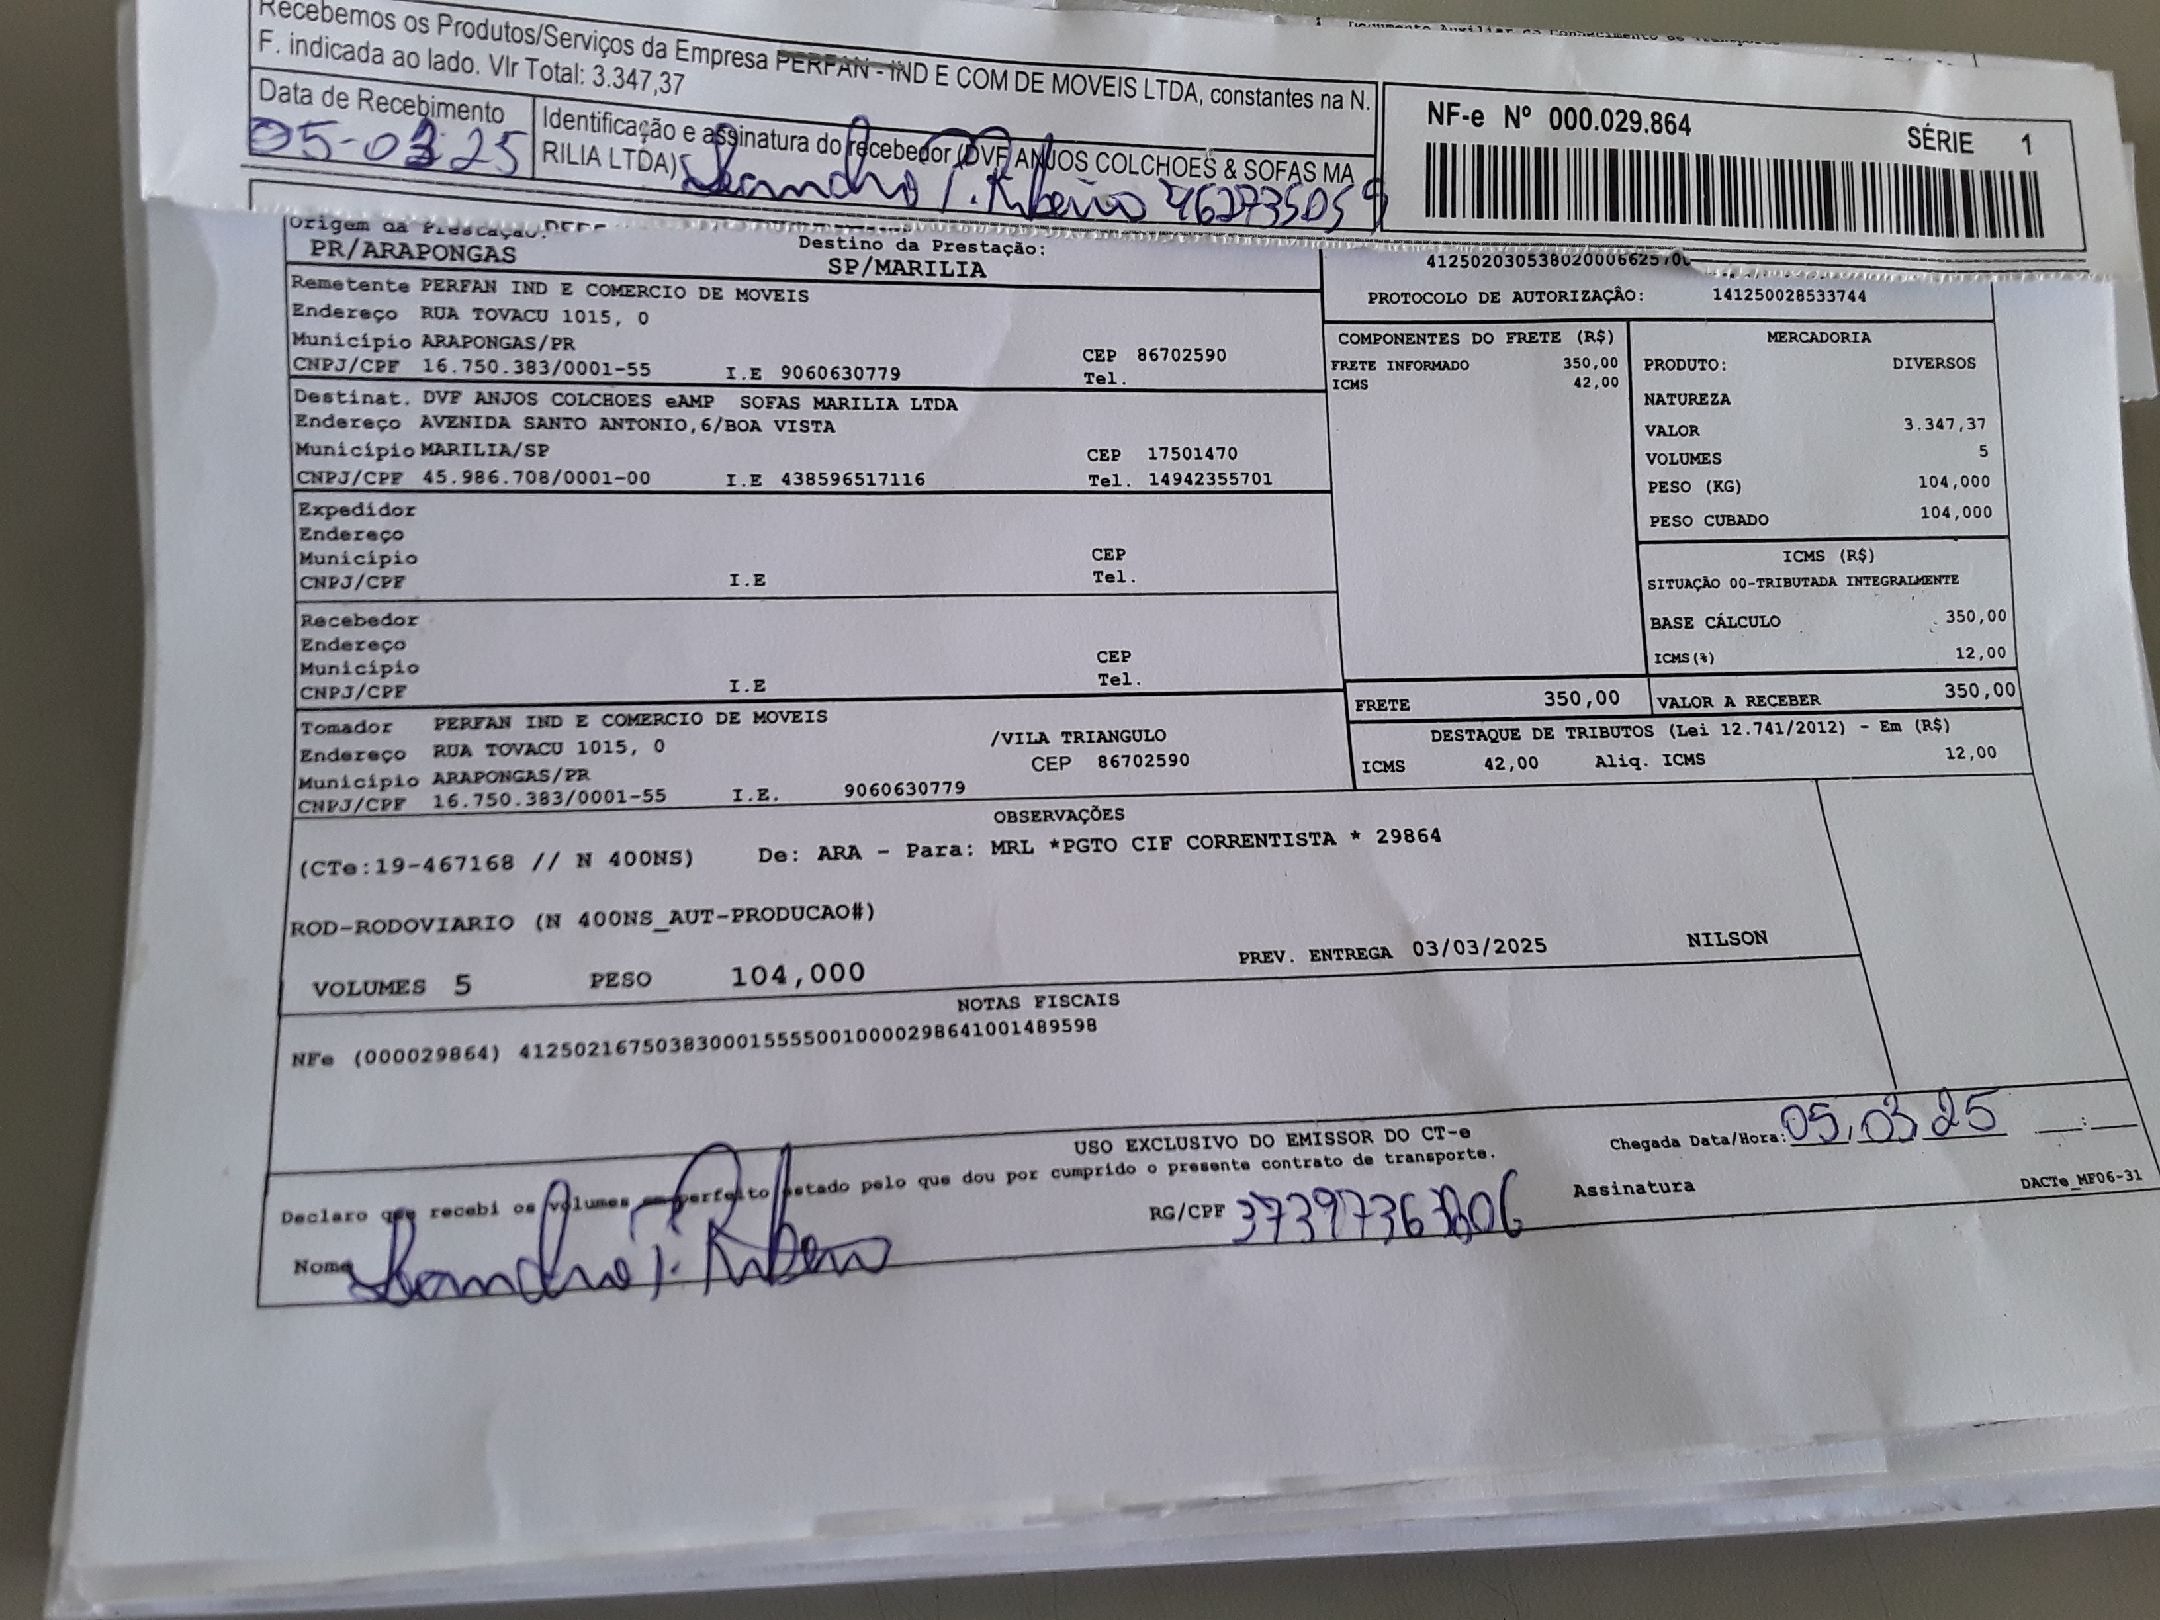 Recebemos os Produtos/Serviços da Empresa PERFAN - IND E COM DE MOVEIS LTDA, constantes na N.
F. indicada ao lado. Vlr Total: 3.347,37
Data de Recebimento
05-03-25
Identificação e assinatura do recebedor (DVF ANJOS COLCHOES & SOFAS MA
RILIA LTDA) Leandro T. Ribeiro 462735059
NF-e Nº 000.029.864
SÉRIE 1
Origem da Prestação:
PR/ARAPONGAS
Destino da Prestação:
SP/MARILIA
PROTOCOLO DE AUTORIZAÇÃO: 141250028533744
Remetente PERFAN IND E COMERCIO DE MOVEIS
Endereço RUA TOVACU 1015, 0
Município ARAPONGAS/PR CEP 86702590
CNPJ/CPF 16.750.383/0001-55 I.E 9060630779 Tel.
Destinat. DVF ANJOS COLCHOES eAMP SOFAS MARILIA LTDA
Endereço AVENIDA SANTO ANTONIO,6/BOA VISTA
Município MARILIA/SP CEP 17501470
CNPJ/CPF 45.986.708/0001-00 I.E 438596517116 Tel. 14942355701
Expedidor
Endereço
Município CEP
CNPJ/CPF I.E Tel.
Recebedor
Endereço
Município CEP
CNPJ/CPF I.E Tel.
Tomador PERFAN IND E COMERCIO DE MOVEIS
Endereço RUA TOVACU 1015, 0 /VILA TRIANGULO
Município ARAPONGAS/PR CEP 86702590
CNPJ/CPF 16.750.383/0001-55 I.E. 9060630779
COMPONENTES DO FRETE (R$)
FRETE INFORMADO 350,00
ICMS 42,00
MERCADORIA
PRODUTO: DIVERSOS
NATUREZA
VALOR 3.347,37
VOLUMES 5
PESO (KG) 104,000
PESO CUBADO 104,000
ICMS (R$)
SITUAÇÃO 00-TRIBUTADA INTEGRALMENTE
BASE CÁLCULO 350,00
ICMS(%) 12,00
FRETE 350,00 VALOR A RECEBER 350,00
DESTAQUE DE TRIBUTOS (Lei 12.741/2012) - Em (R$)
ICMS 42,00 Aliq. ICMS 12,00
OBSERVAÇÕES
(CTe:19-467168 // N 400NS) De: ARA - Para: MRL *PGTO CIF CORRENTISTA * 29864
ROD-RODOVIARIO (N 400NS_AUT-PRODUCAO#)
VOLUMES 5 PESO 104,000 PREV. ENTREGA 03/03/2025 NILSON
NOTAS FISCAIS
NFe (000029864) 41250216750383000155550010000298641001489598
USO EXCLUSIVO DO EMISSOR DO CT-e
Chegada Data/Hora: 05,03,25 __:__
Declaro que recebi os volumes em perfeito estado pelo que dou por cumprido o presente contrato de transporte.
Nome Leandro T. Ribeiro RG/CPF Assinatura
DACTe_MF06-31